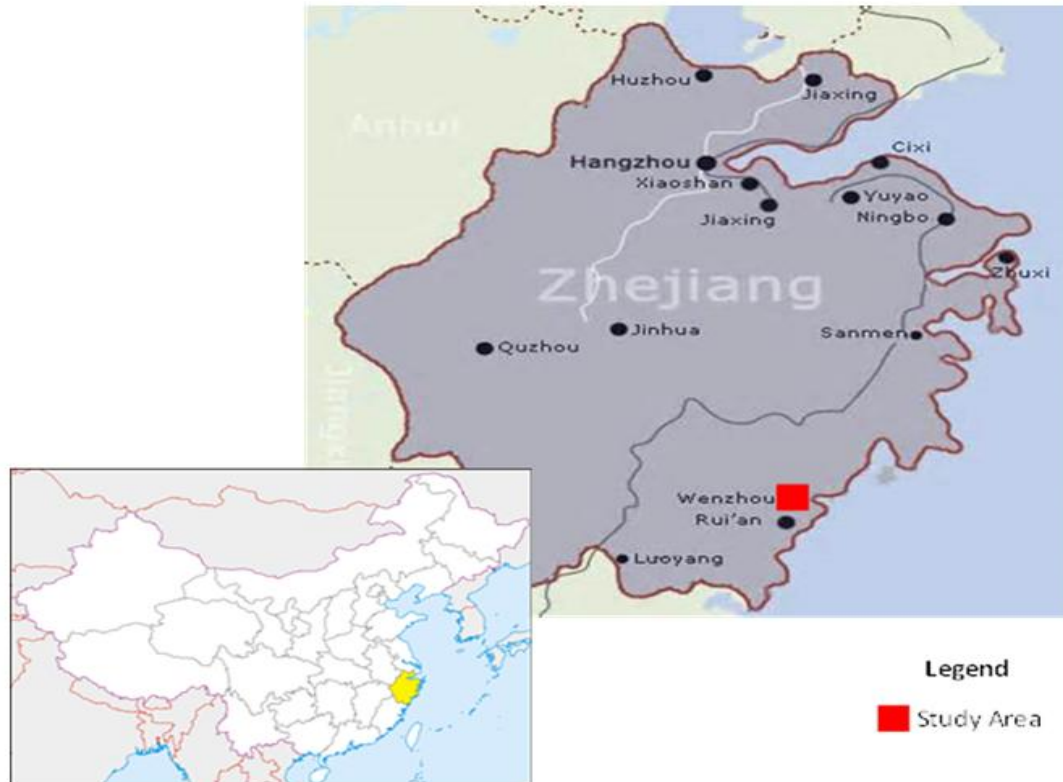 Huzhou
Jiaxing
Anhui
Cixi
Hangzhou
Xiaoshan
Yuyao
Jiaxing
Ningbo
Zhuxi
Zhejiang
Jinhua
Sanmen
Quzhou
Jiangxi
Wenzhou
Rui'an
Luoyang
Legend
Study Area